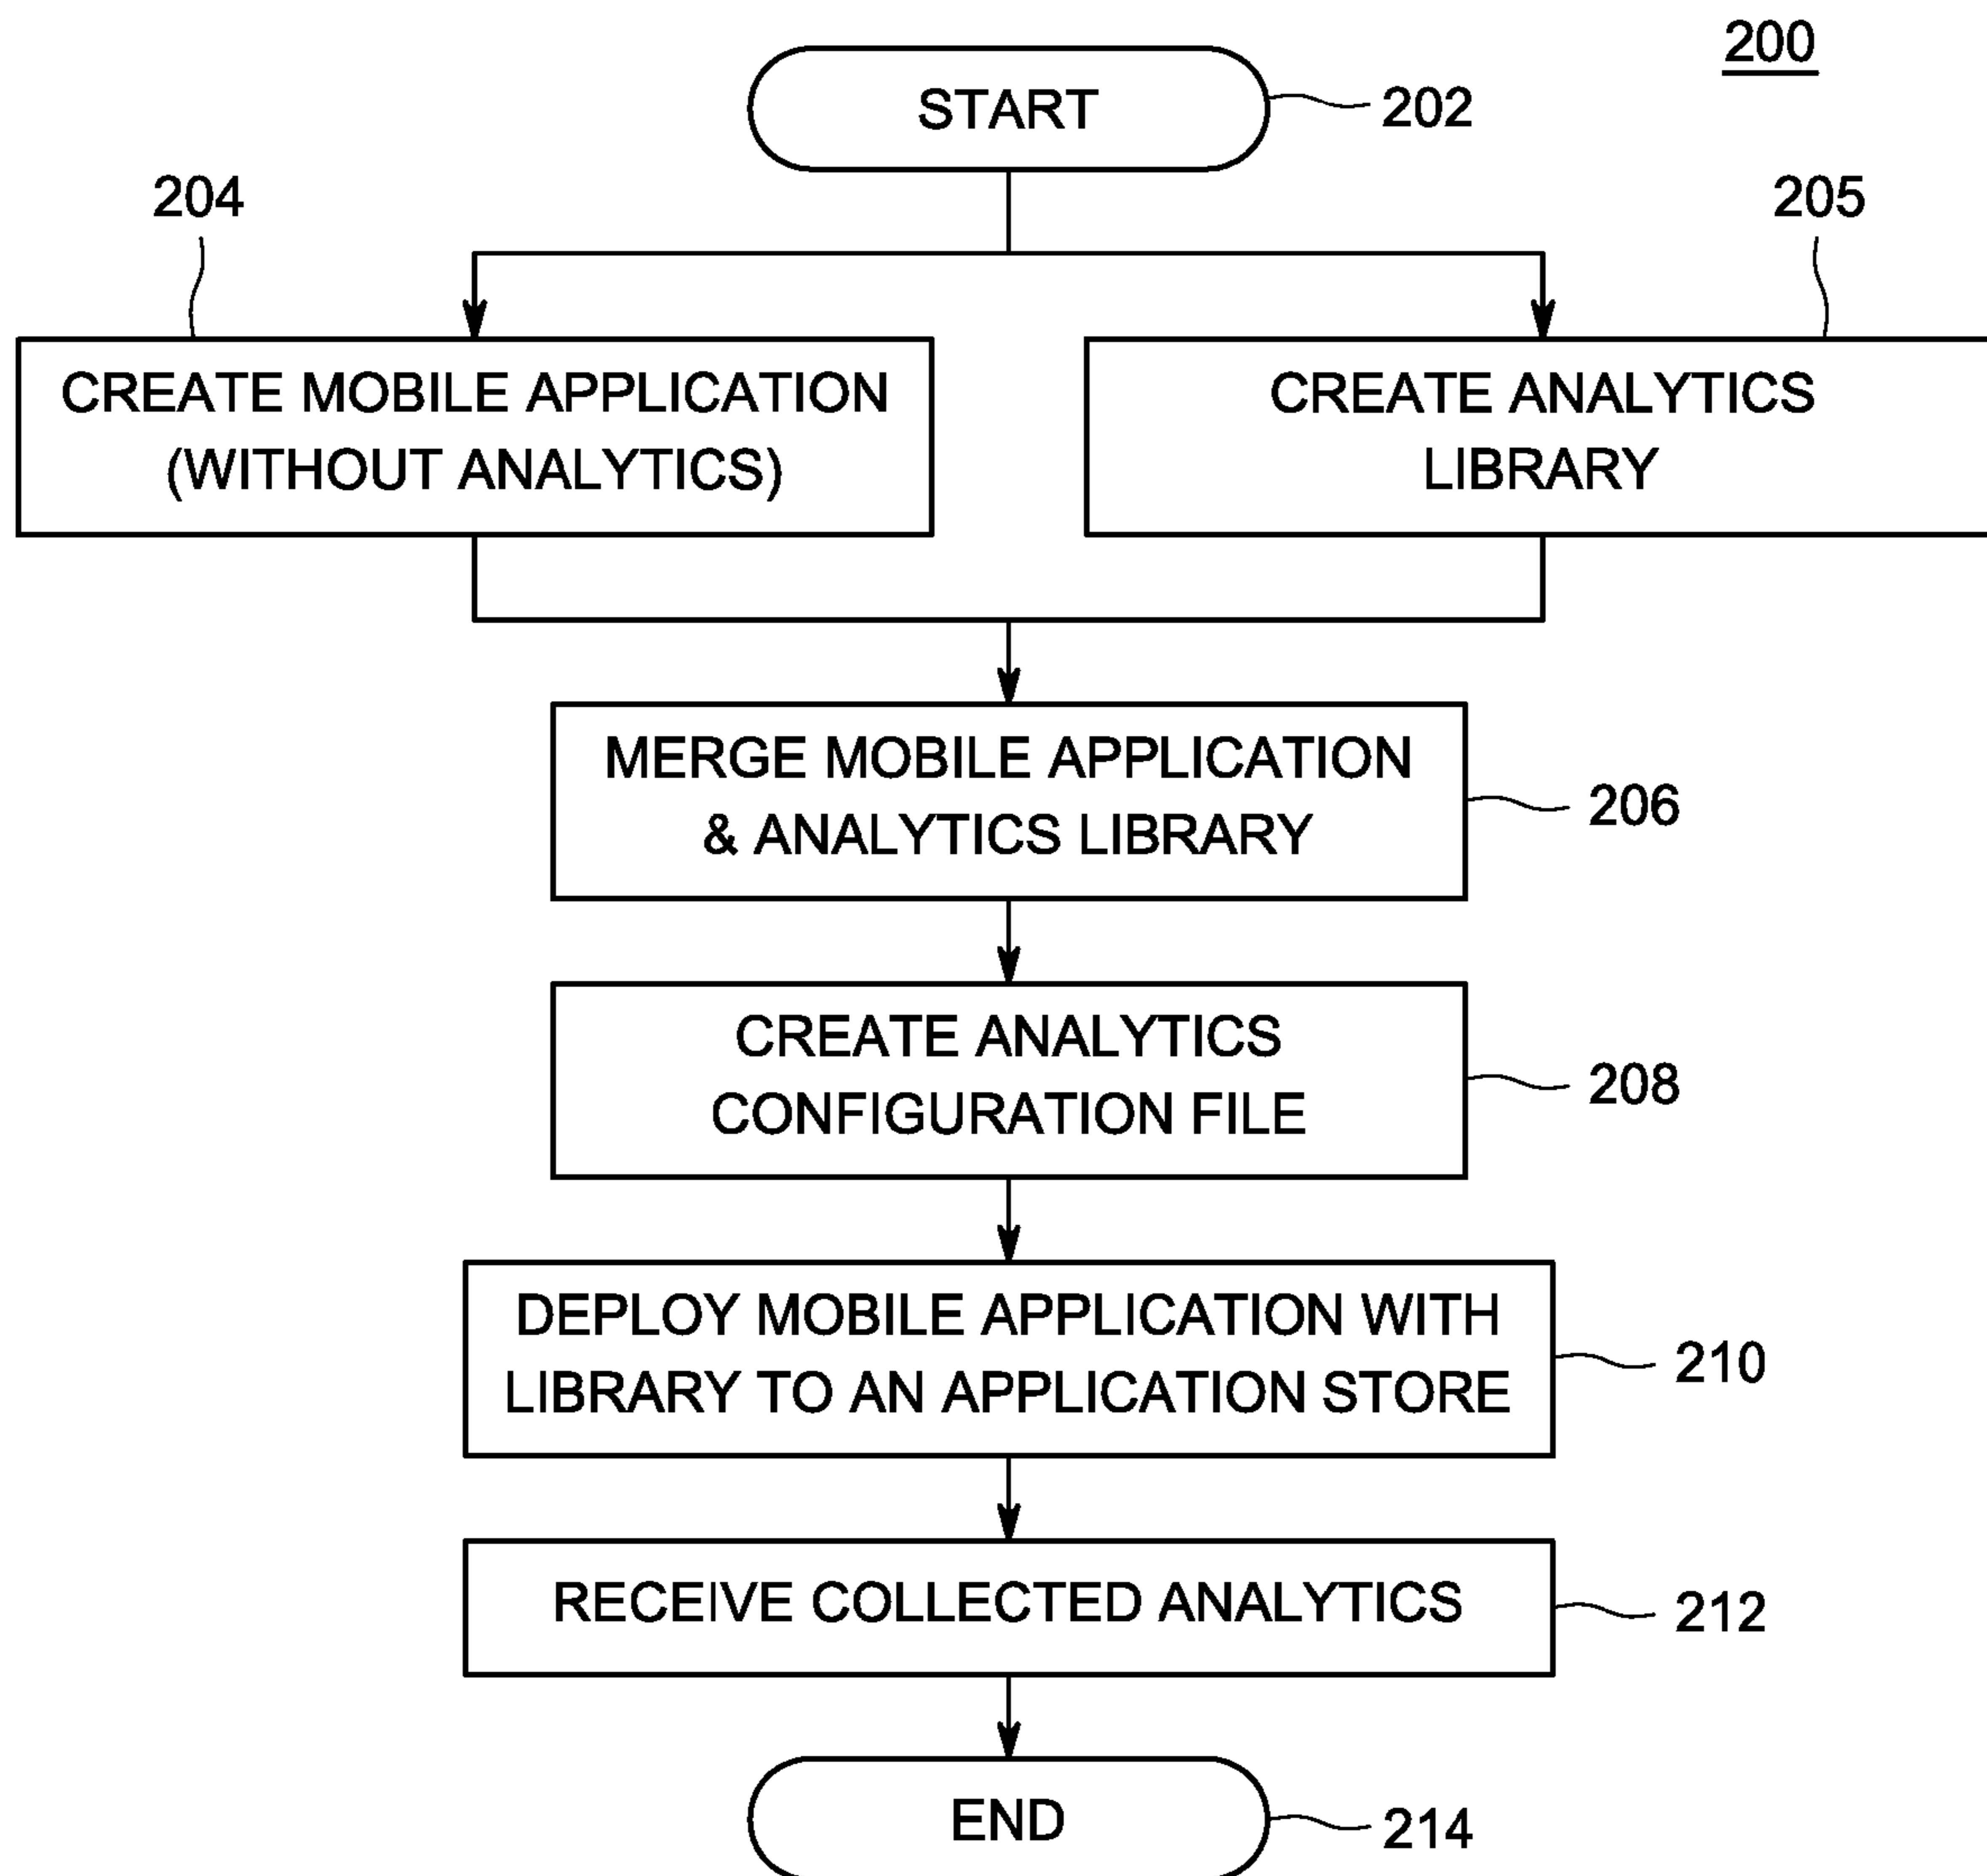 200
START
202
204
205
CREATE MOBILE APPLICATION
(WITHOUT ANALYTICS)
CREATE ANALYTICS
LIBRARY
MERGE MOBILE APPLICATION
& ANALYTICS LIBRARY
206
CREATE ANALYTICS
CONFIGURATION FILE
208
DEPLOY MOBILE APPLICATION WITH
LIBRARY TO AN APPLICATION STORE
210
RECEIVE COLLECTED ANALYTICS
212
END
214